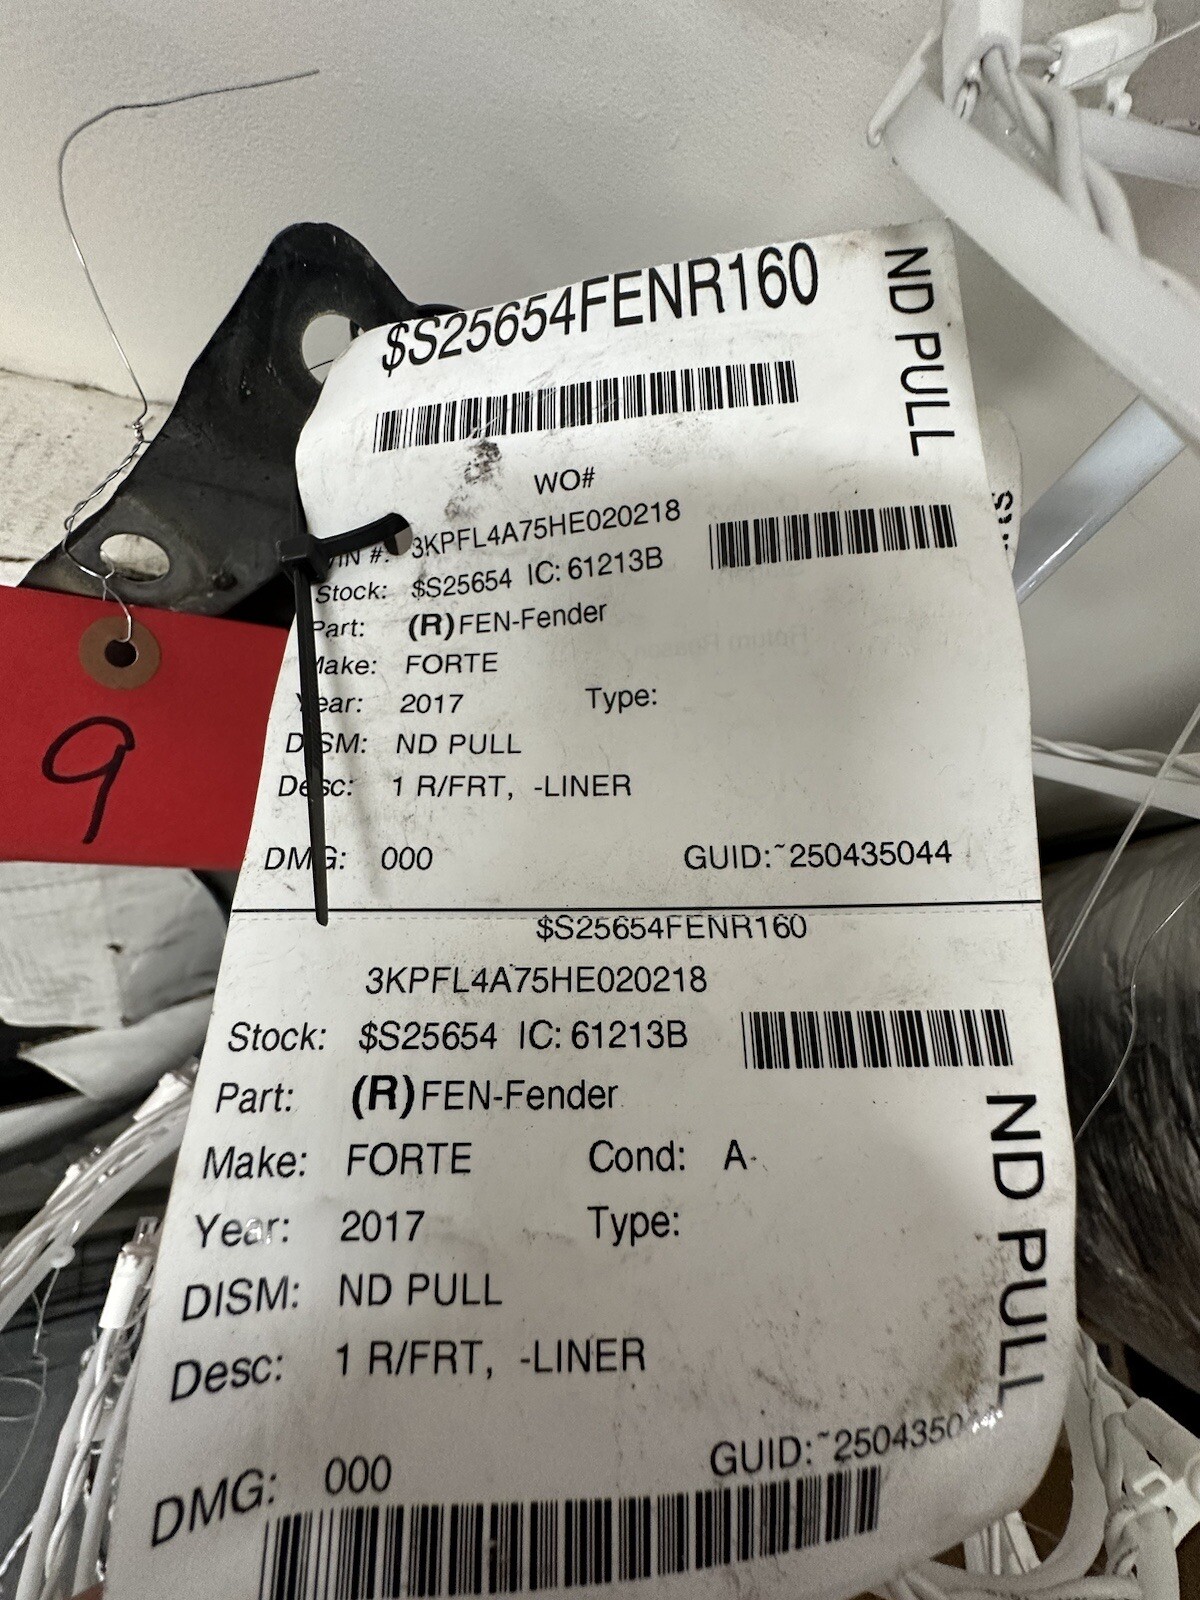 $S25654FENR160
ND PULL
WO#
VIN #: 3KPFL4A75HE020218
Stock: $S25654 IC: 61213B
Part: (R)FEN-Fender
Make: FORTE
Year: 2017 Type:
DISM: ND PULL
Desc: 1 R/FRT, -LINER
DMG: 000 GUID:~250435044
9
$S25654FENR160
3KPFL4A75HE020218
Stock: $S25654 IC: 61213B
Part: (R)FEN-Fender
Make: FORTE Cond: A-
Year: 2017 Type:
DISM: ND PULL
Desc: 1 R/FRT, -LINER
ND PULL
DMG: 000 GUID:~25043504